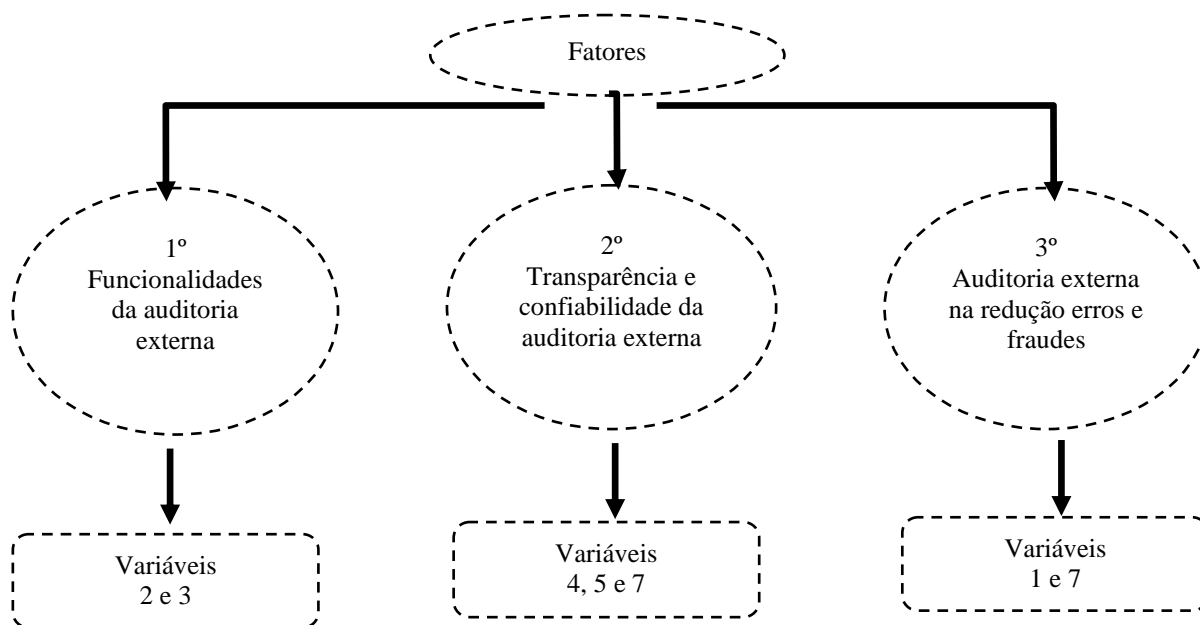 Fatores
1º
Funcionalidades
da auditoria
externa
2º
Transparência e
confiabilidade da
auditoria externa
3º
Auditoria externa
na redução erros e
fraudes
Variáveis
2 e 3
Variáveis
4, 5 e 7
Variáveis
1 e 7